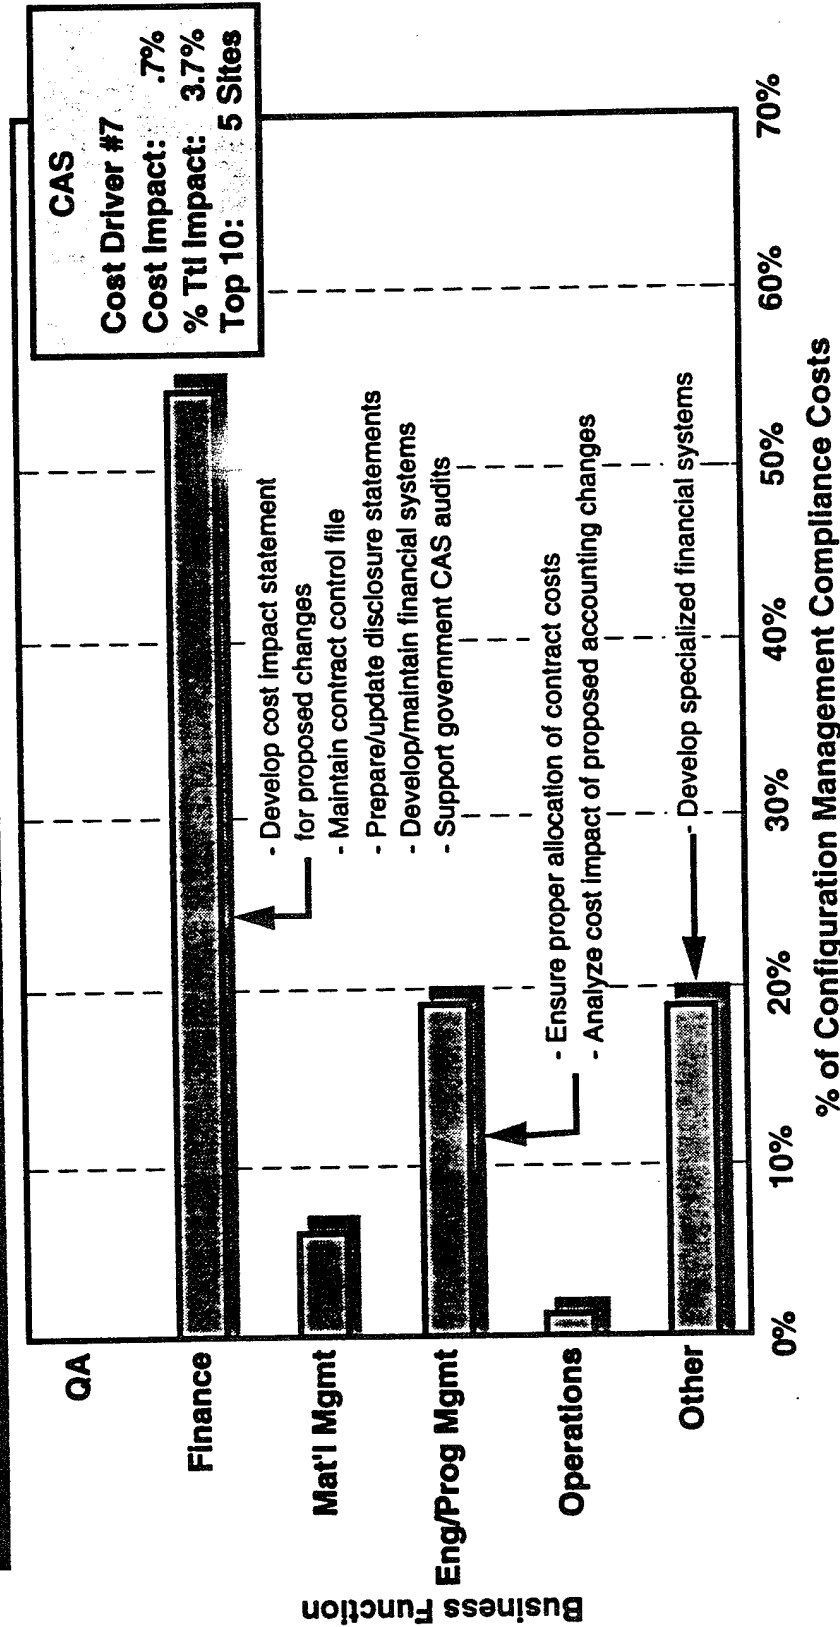 CAS
Cost Driver #7
Cost Impact: .7%
% Ttl Impact: 3.7%
Top 10: 5 Sites
Business Function
QA
Finance
- Develop cost impact statement
for proposed changes
- Maintain contract control file
- Prepare/update disclosure statements
- Develop/maintain financial systems
- Support government CAS audits
Mat'l Mgmt
Eng/Prog Mgmt
- Ensure proper allocation of contract costs
- Analyze cost impact of proposed accounting changes
Operations
Other
- Develop specialized financial systems
0% 10% 20% 30% 40% 50% 60% 70%
% of Configuration Management Compliance Costs